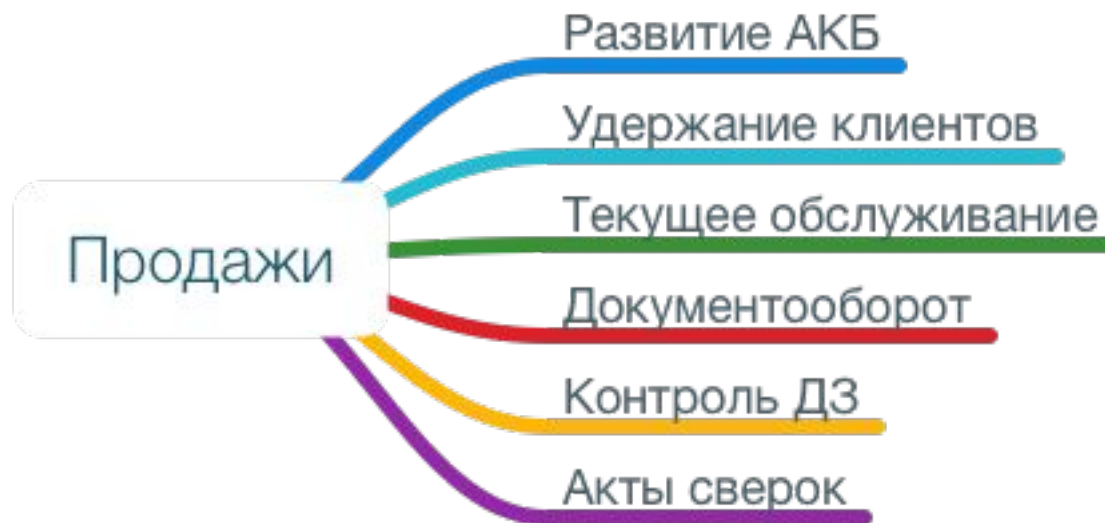 Развитие АКБ
Удержание клиентов
Текущее обслуживание
Продажи
Документооборот
Контроль ДЗ
Акты сверок